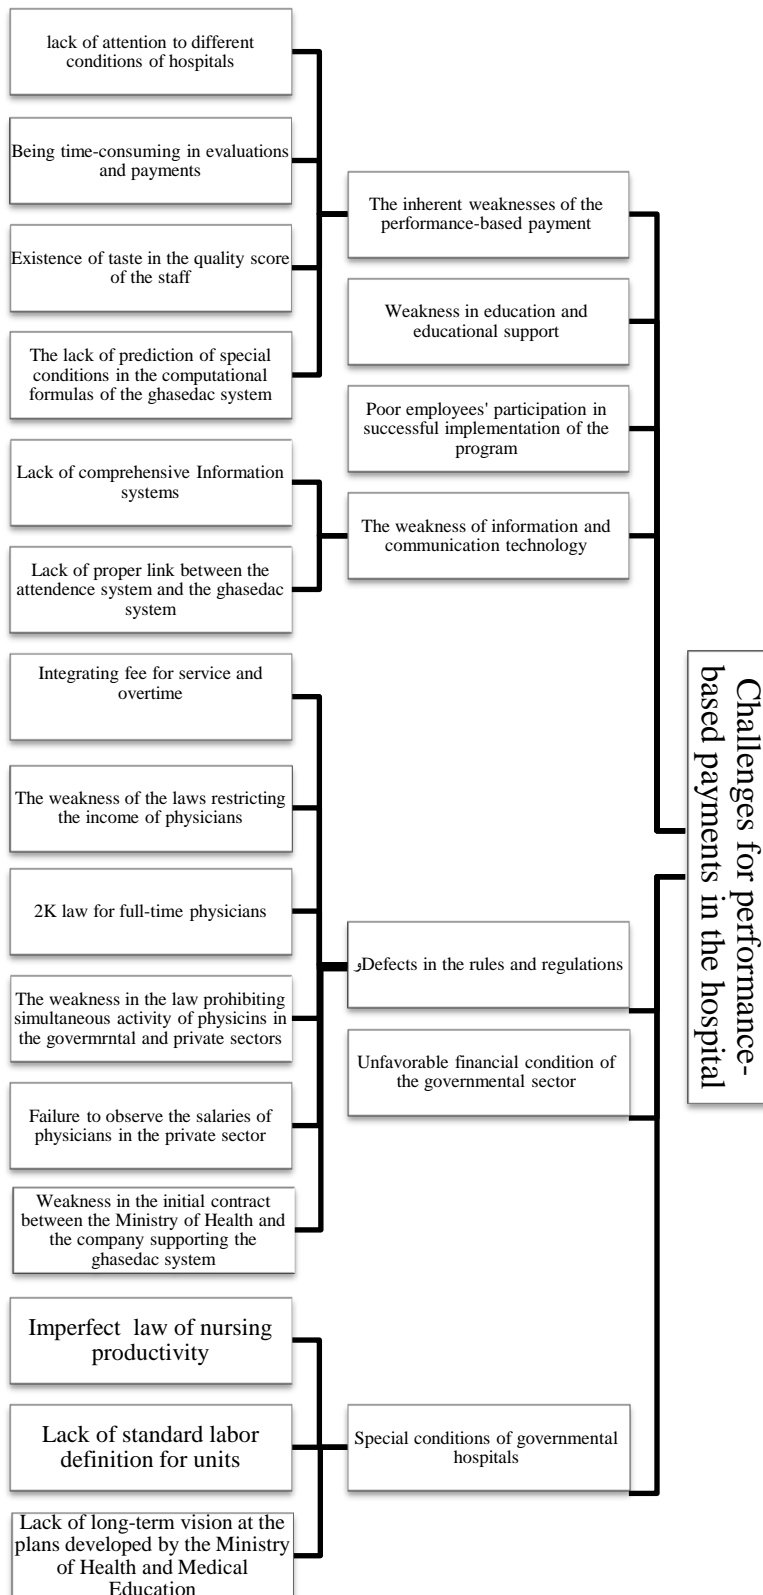 lack of attention to different
conditions of hospitals
Being time-consuming in evaluations
and payments
Existence of taste in the quality score
of the staff
The lack of prediction of special
conditions in the computational
formulas of the ghasedac system
The inherent weaknesses of the
performance-based payment
Weakness in education and
educational support
Poor employees' participation in
successful implementation of the
program
Lack of comprehensive Information
systems
Lack of proper link between the
attendence system and the ghasedac
system
The weakness of information and
communication technology
Challenges for performance-
based payments in the hospital
Integrating fee for service and
overtime
The weakness of the laws restricting
the income of physicians
2K law for full-time physicians
The weakness in the law prohibiting
simultaneous activity of physicins in
the govermrntal and private sectors
Failure to observe the salaries of
physicians in the private sector
Weakness in the initial contract
between the Ministry of Health and
the company supporting the
ghasedac system
وDefects in the rules and regulations
Unfavorable financial condition of
the governmental sector
Imperfect law of nursing
productivity
Lack of standard labor
definition for units
Lack of long-term vision at the
plans developed by the Ministry
of Health and Medical
Education
Special conditions of governmental
hospitals